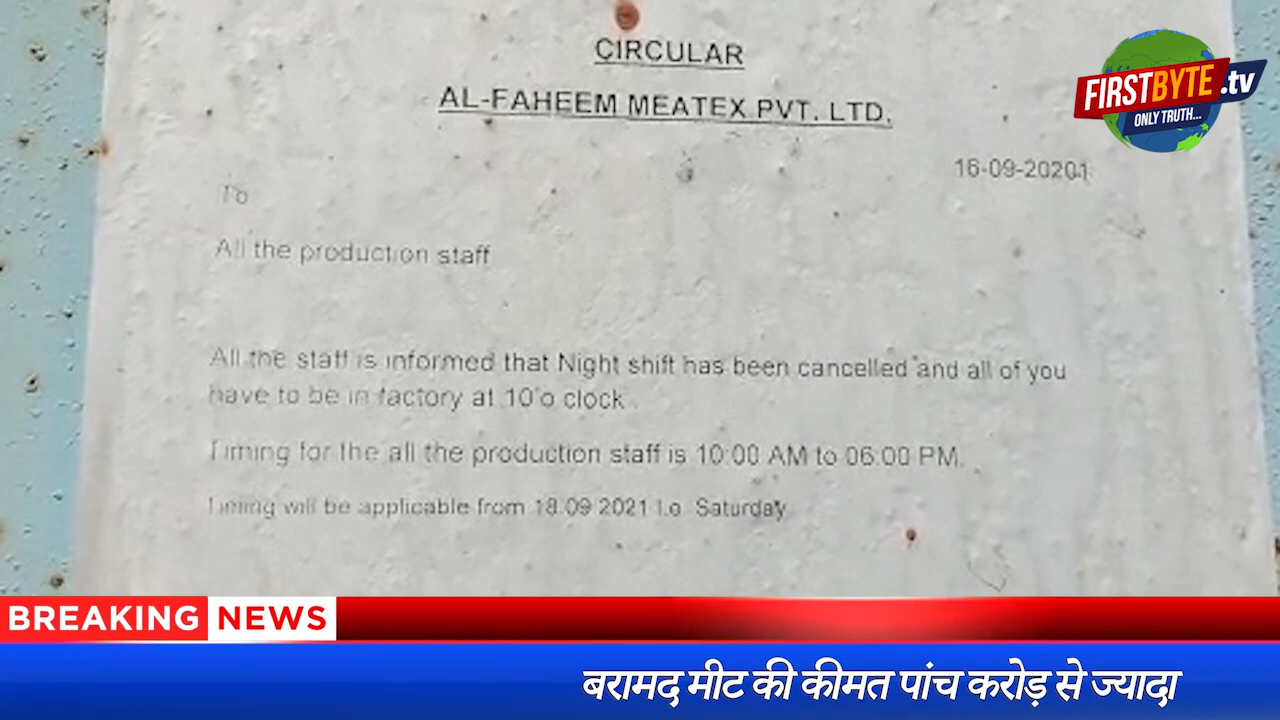 CIRCULAR
AL-FAHEEM MEATEX PVT. LTD.
FIRSTBYTE.tv
ONLY TRUTH...
16-09-20201
To
All the production staff
All the staff is informed that Night shift has been cancelled and all of you
have to be in factory at 10'o clock.
Timing for the all the production staff is 10:00 AM to 06.00 PM.
Timing will be applicable from 18.09.2021 I.e. Saturday
BREAKING NEWS
बरामद मीट की कीमत पांच करोड़ से ज्यादा